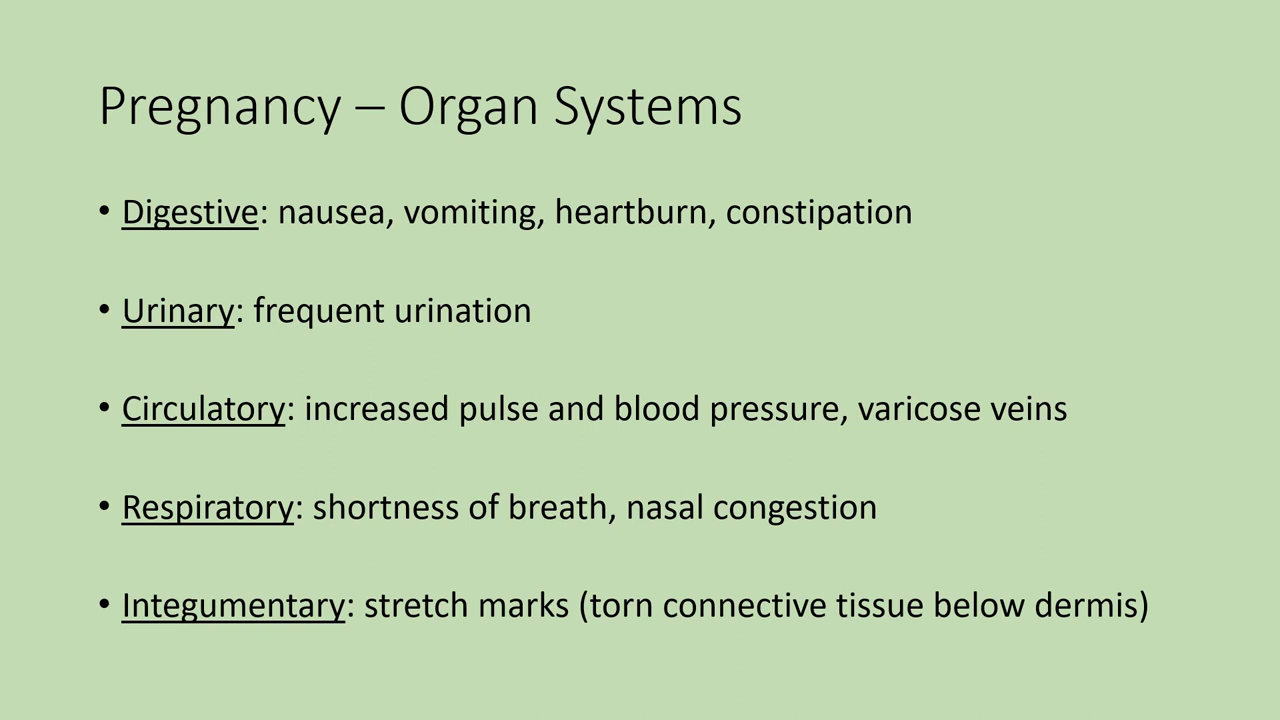 Pregnancy – Organ Systems
• Digestive: nausea, vomiting, heartburn, constipation
• Urinary: frequent urination
• Circulatory: increased pulse and blood pressure, varicose veins
• Respiratory: shortness of breath, nasal congestion
• Integumentary: stretch marks (torn connective tissue below dermis)